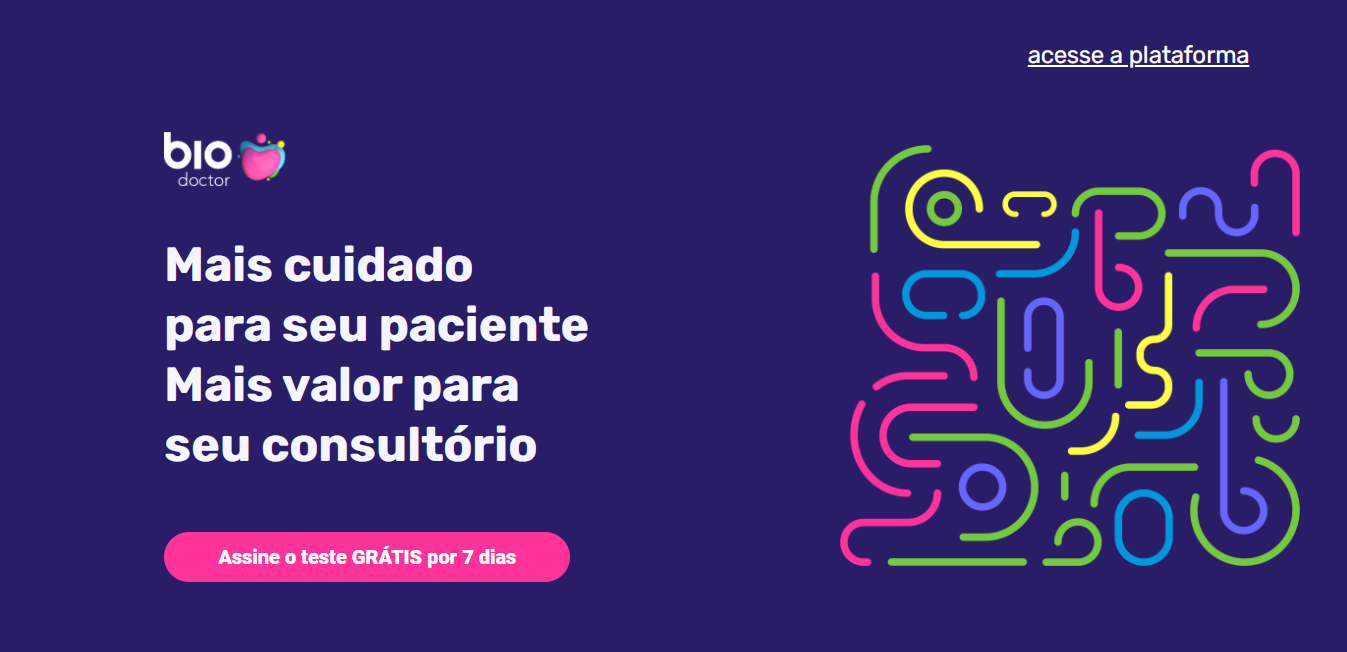 acesse a plataforma
bio
doctor
Mais cuidado
para seu paciente
Mais valor para
seu consultório
Assine o teste GRÁTIS por 7 dias